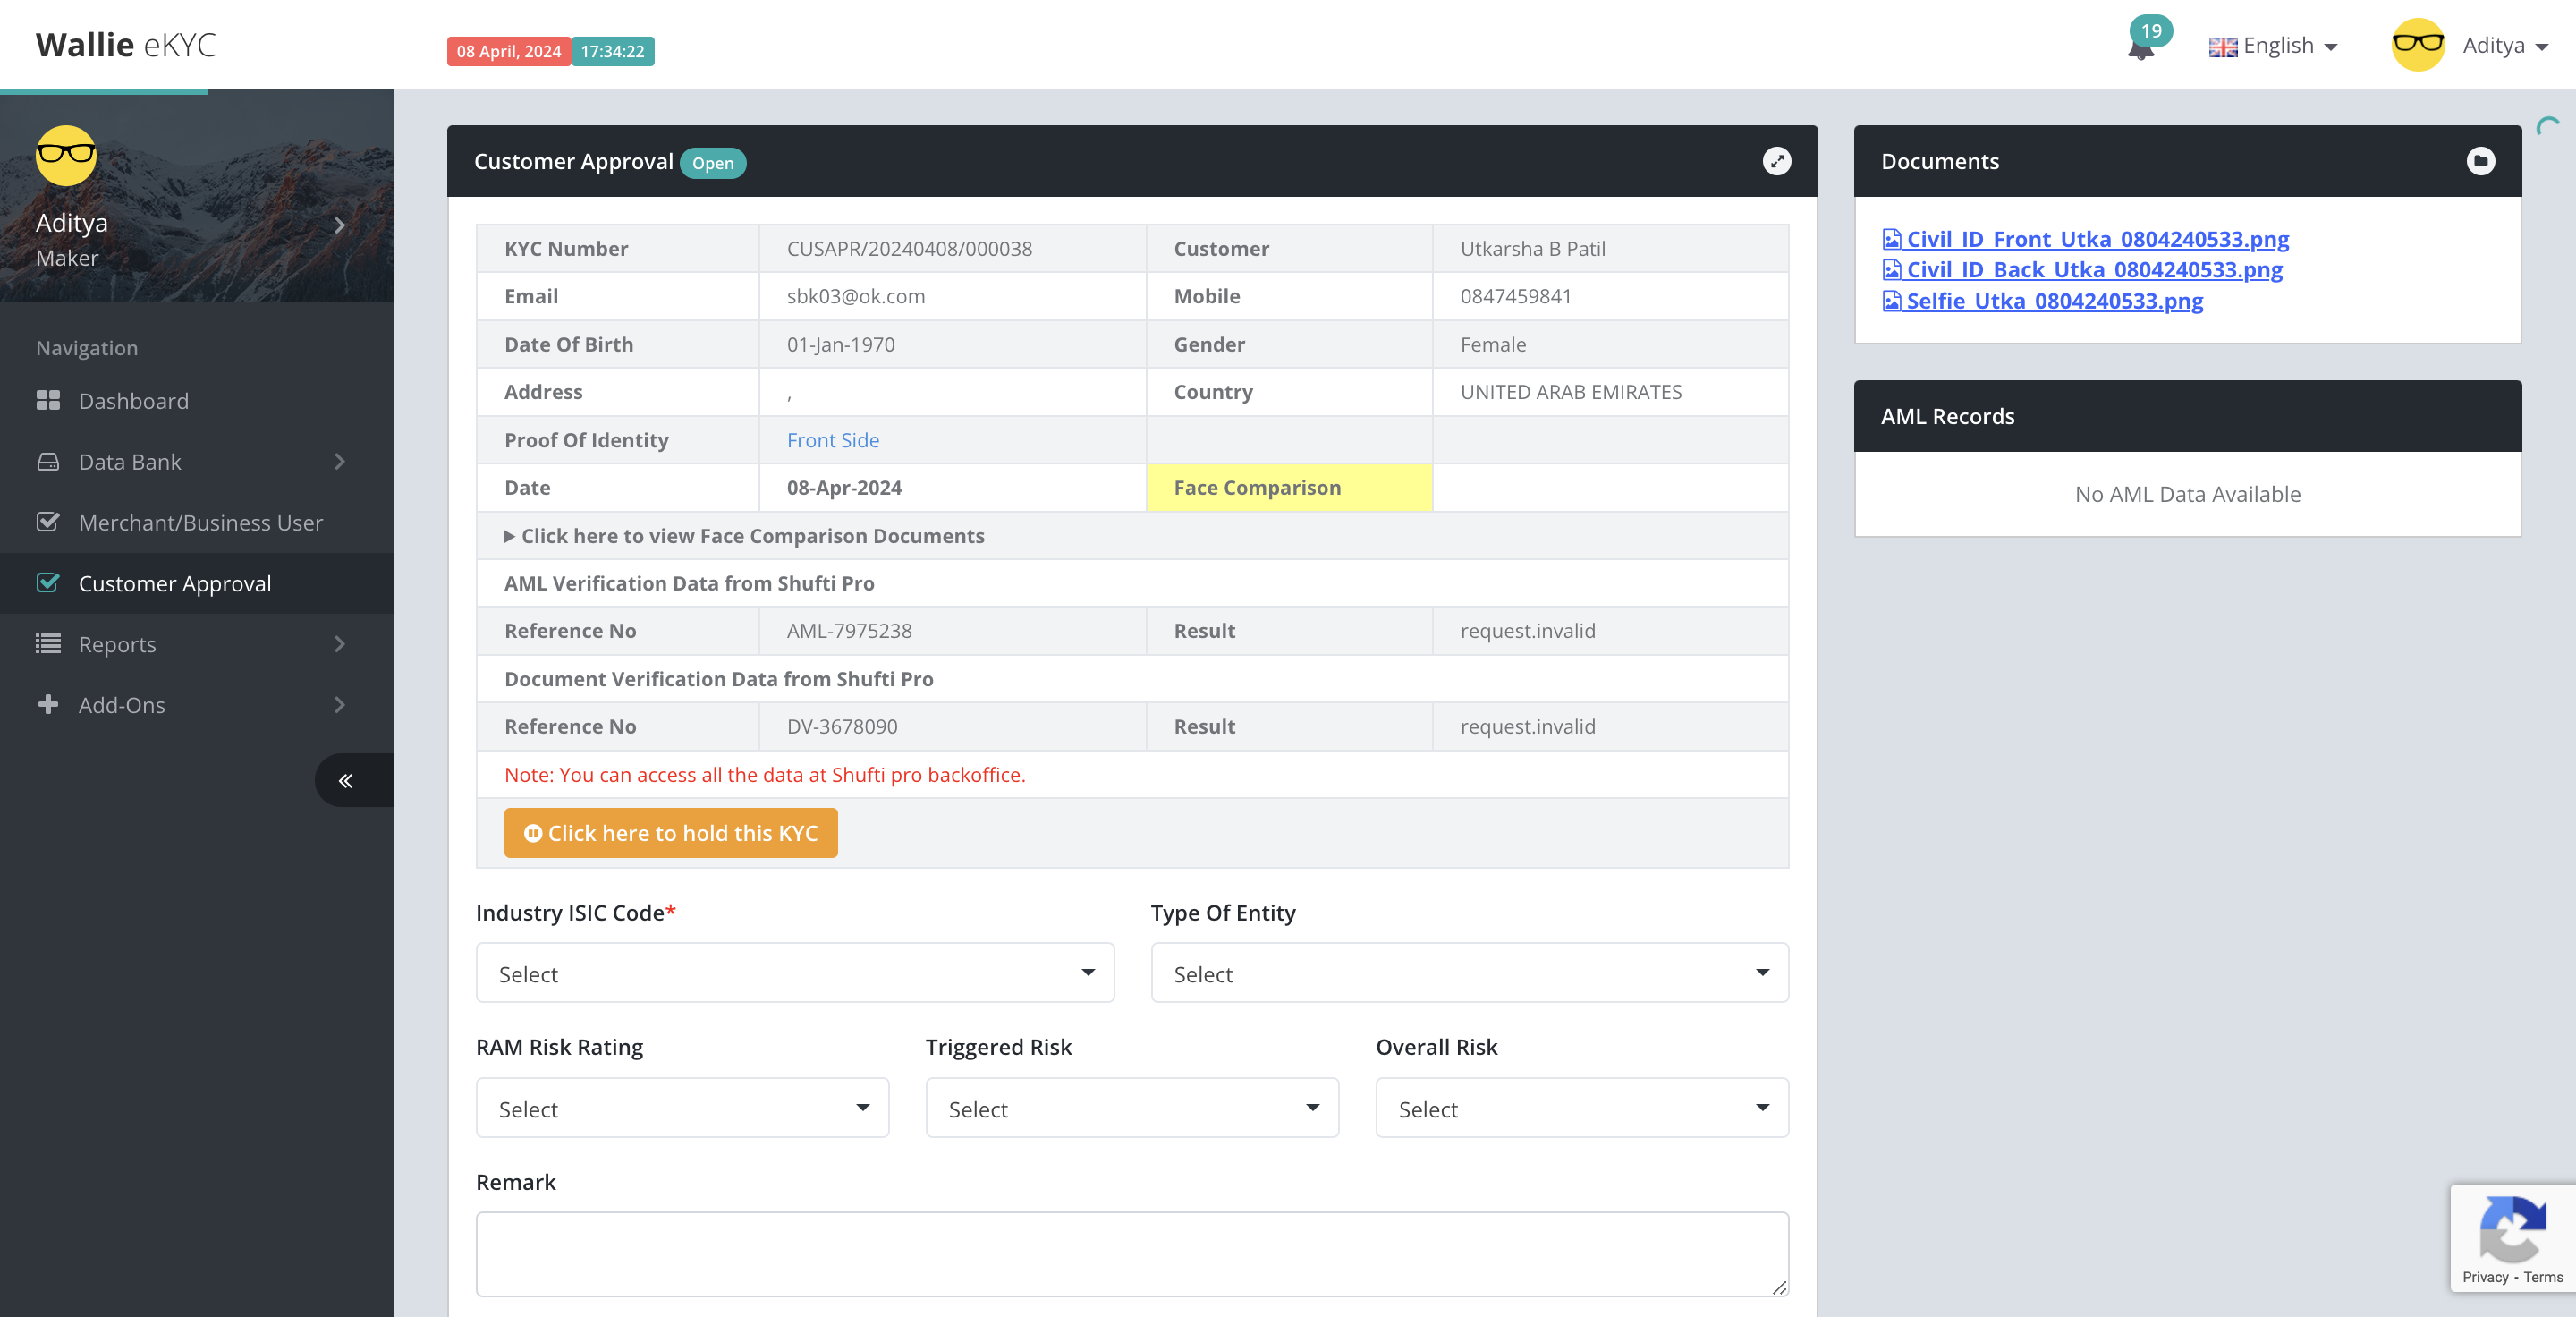 Wallie eKYC
08 April, 2024 17:34:22
19
English
Aditya
Aditya
Maker
Navigation
Dashboard
Data Bank
Merchant/Business User
Customer Approval
Reports
Add-Ons
Customer Approval Open
KYC Number CUSAPR/20240408/000038 Customer Utkarsha B Patil
Email sbk03@ok.com Mobile 0847459841
Date Of Birth 01-Jan-1970 Gender Female
Address , Country UNITED ARAB EMIRATES
Proof Of Identity Front Side
Date 08-Apr-2024 Face Comparison
Click here to view Face Comparison Documents
AML Verification Data from Shufti Pro
Reference No AML-7975238 Result request.invalid
Document Verification Data from Shufti Pro
Reference No DV-3678090 Result request.invalid
Note: You can access all the data at Shufti pro backoffice.
Click here to hold this KYC
Industry ISIC Code* Type Of Entity
Select Select
RAM Risk Rating Triggered Risk Overall Risk
Select Select Select
Remark
Documents
Civil_ID_Front_Utka_0804240533.png
Civil_ID_Back_Utka_0804240533.png
Selfie_Utka_0804240533.png
AML Records
No AML Data Available
Privacy - Terms